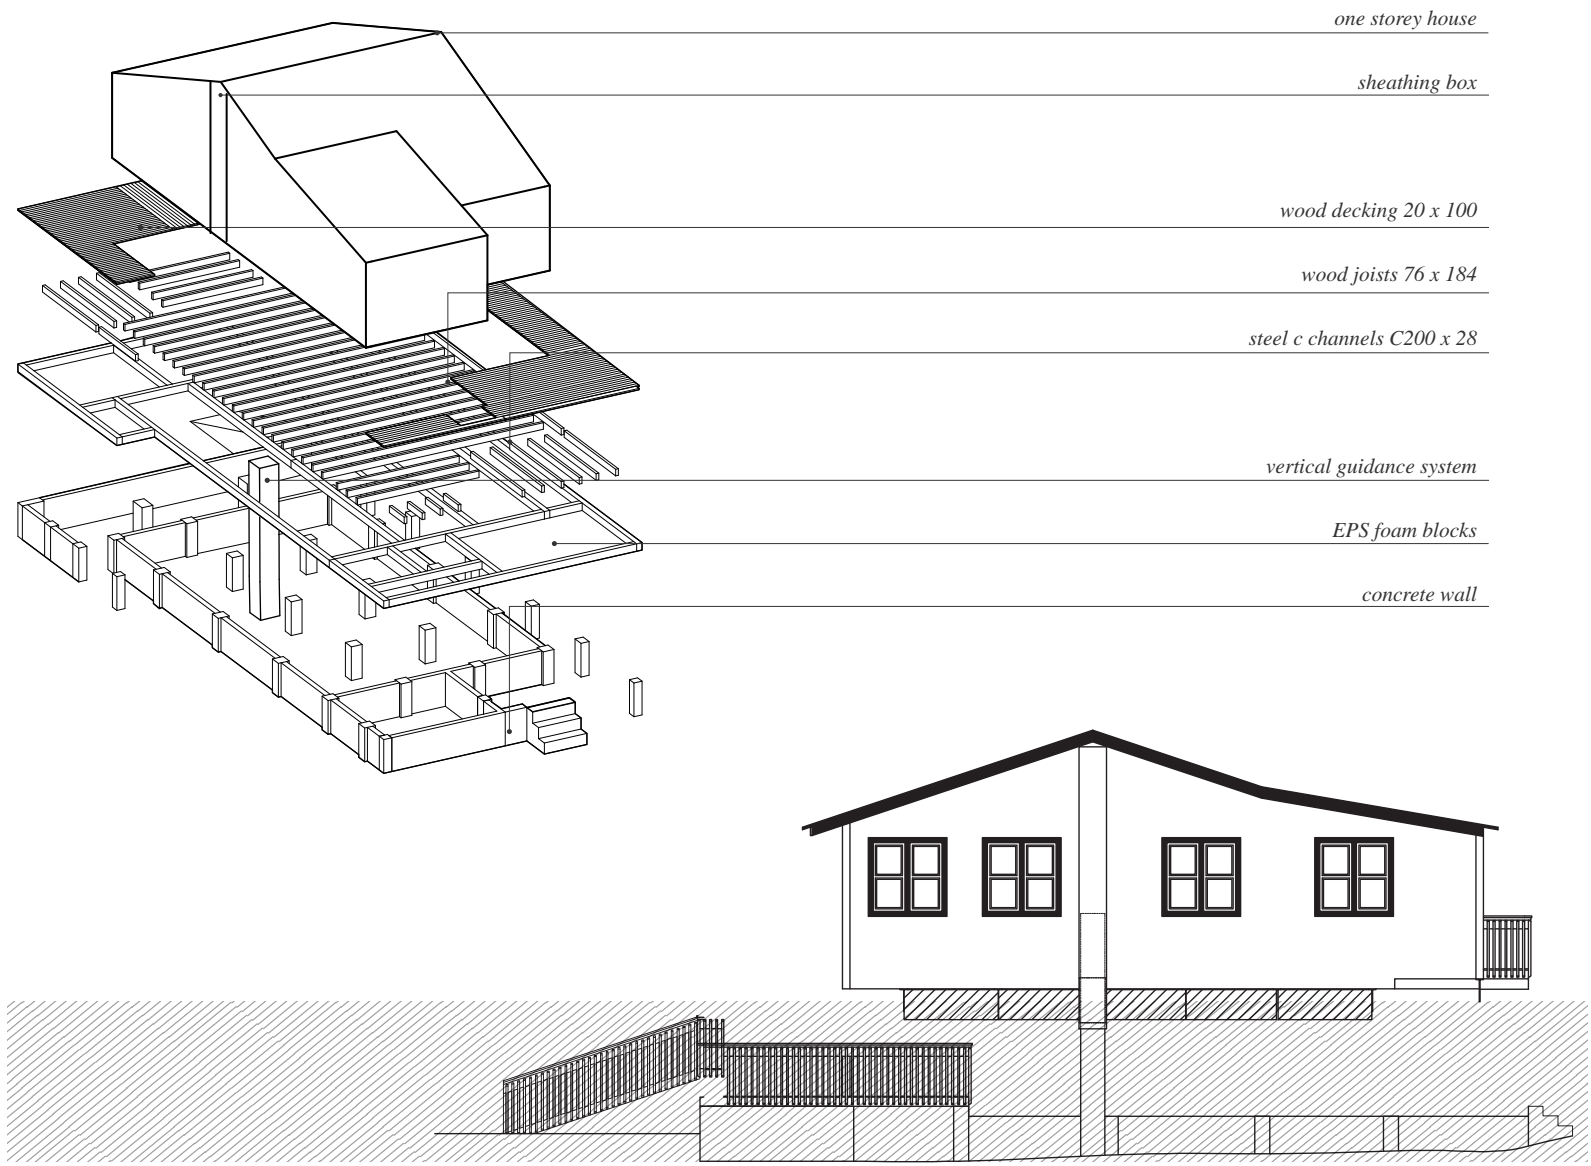 one storey house
sheathing box
wood decking 20 x 100
wood joists 76 x 184
steel c channels C200 x 28
vertical guidance system
EPS foam blocks
concrete wall